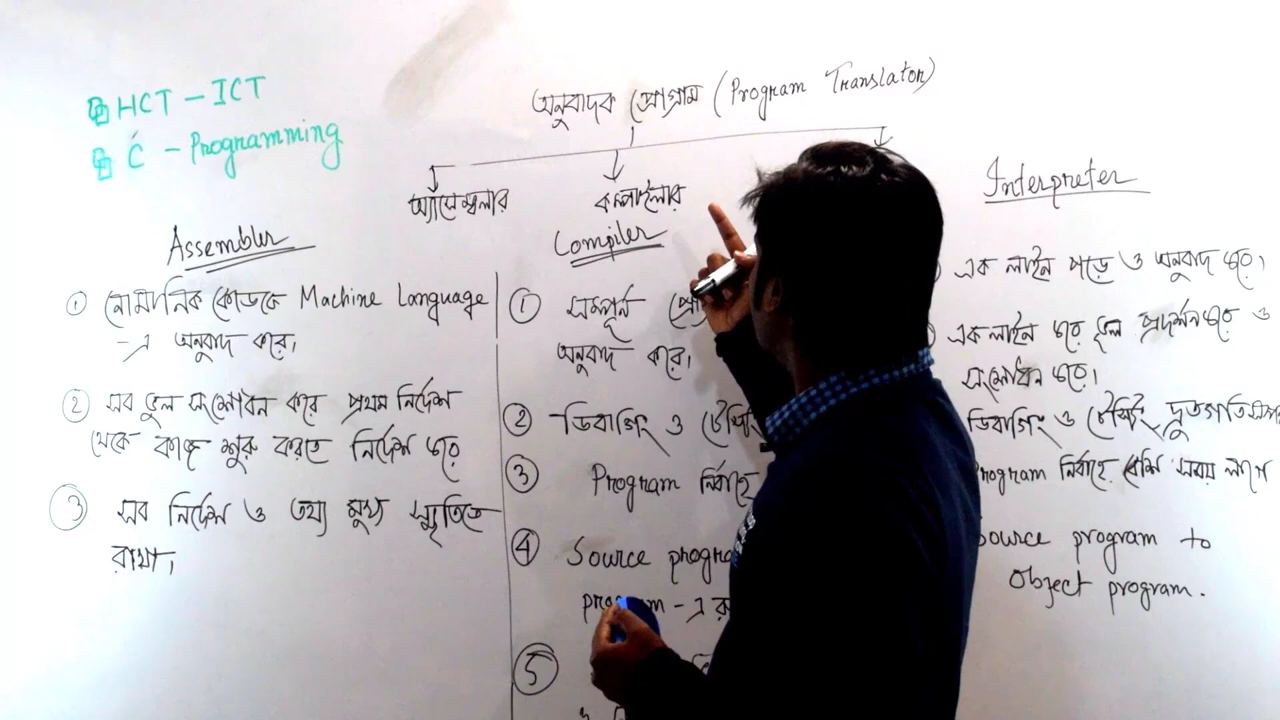 HCT - ICT
C - Programming
অনুবাদক প্রোগ্রাম (Program Translator)
অ্যাসেম্বলার
কম্পাইলার
Assembler
① নোমানিক কোডকে Machine Language
-এ অনুবাদ করে।
② সব ভুল সংশোধন করে প্রথম নির্দেশ
থেকে কাজ শুরু করতে নির্দেশ করে
③ সব নির্দেশ ও তথ্য মুখ্য স্মৃতিতে
রাখা।
Compiler
① সম্পূর্ন
অনুবাদ করে।
② ডিবাগিং ও
③ Program নির্বাহে
④ Source
program - এ
⑤
Interpreter
এক লাইন পড়ে ও অনুবাদ করে।
এক লাইন করে ভুল প্রদর্শন করে ও
সংশোধন করে।
ডিবাগিং ও টেস্টিং দ্রুতগতি
Program নির্বাহে বেশি সময় লাগে
Source program to
Object program.